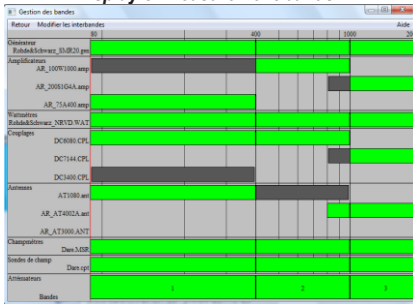 Gestion des bandes
Retour Modifier les interbandes Aide
80 400 1000 20
Générateur
Rohde&Schwarz_SMR20.gen
Amplificateurs
AR_100W1000.amp
AR_200S1G4A.amp
AR_75A400.amp
Wattmètres
Rohde&Schwarz_NRVD.WAT
Couplages
DC6080.CPL
DC7144.CPL
DC3400.CPL
Antennes
AT1080.ant
AR_AT4002A.ant
AR_AT3000.ANT
Champmètres
Dare.MSR
Sondes de champ
Dare.cpt
Atténuateurs
Bandes 1 2 3